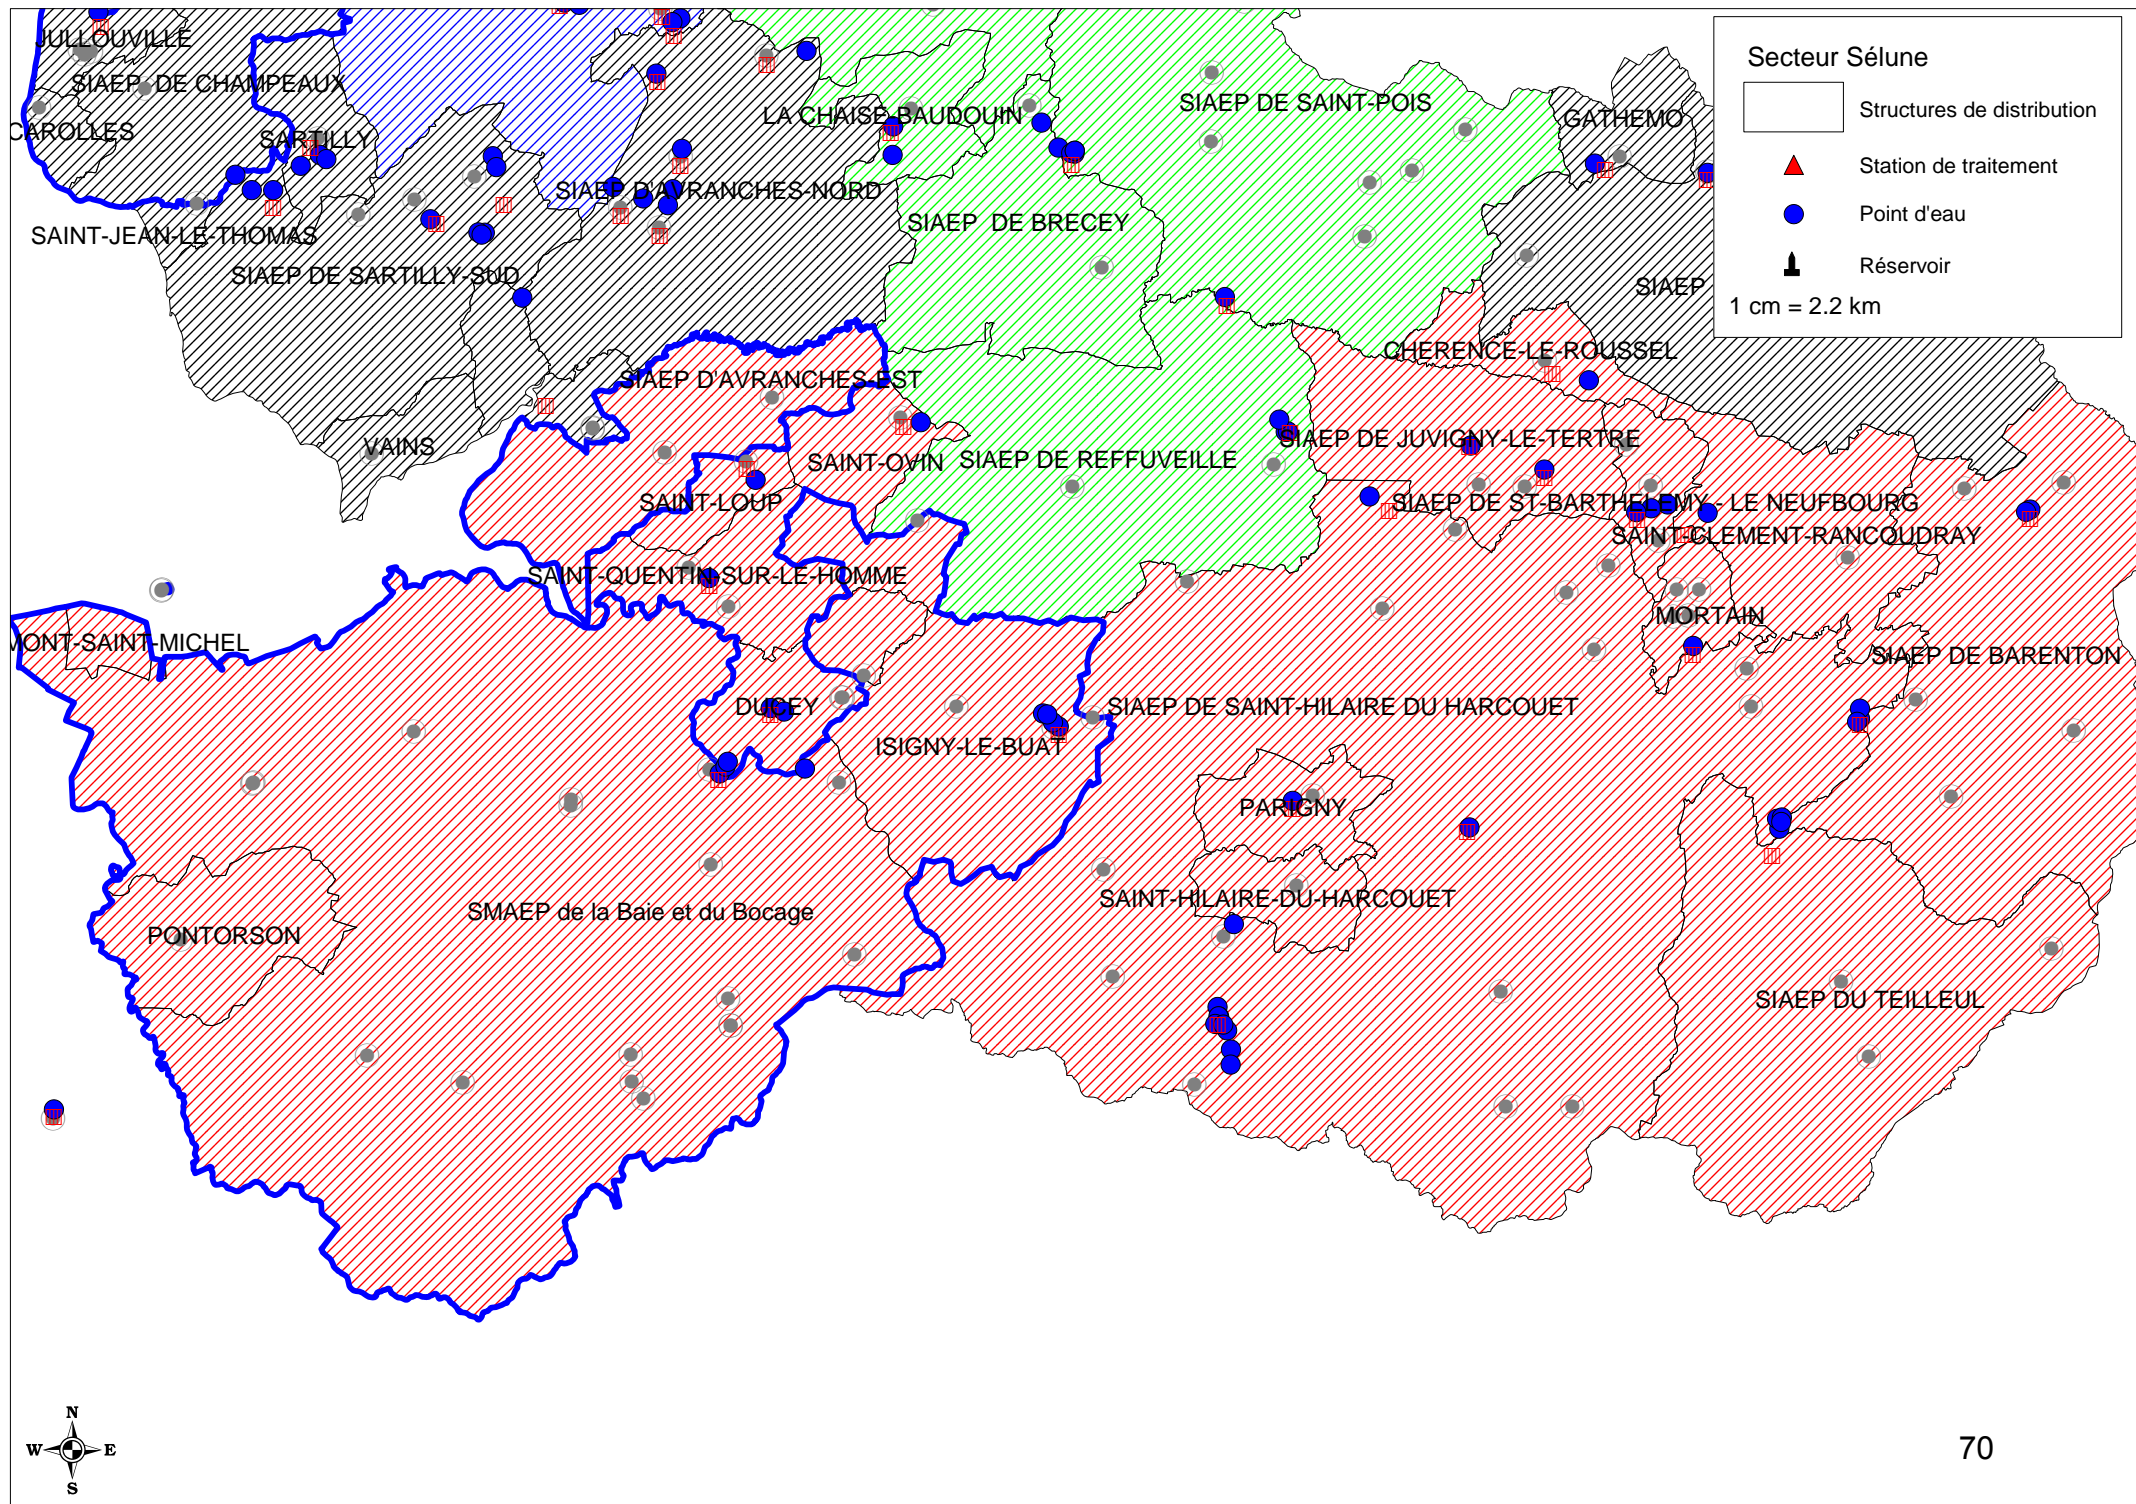 JULLOUVILLE
SIAEP DE CHAMPEAUX
CAROLLES
SARTILLY
SAINT-JEAN-LE-THOMAS
SIAEP DE SARTILLY-SUD
SIAEP D'AVRANCHES-NORD
LA CHAISE-BAUDOUIN
SIAEP DE BRECEY
SIAEP DE SAINT-POIS
GATHEMO
SIAEP
Secteur Sélune
Structures de distribution
Station de traitement
Point d'eau
Réservoir
1 cm = 2.2 km
CHERENCE-LE-ROUSSEL
SIAEP D'AVRANCHES-EST
VAINS
SAINT-OVIN
SIAEP DE REFFUVEILLE
SIAEP DE JUVIGNY-LE-TERTRE
SAINT-LOUP
SIAEP DE ST-BARTHELEMY - LE NEUFBOURG
SAINT-CLEMENT-RANCOUDRAY
SAINT-QUENTIN-SUR-LE-HOMME
MORTAIN
MONT-SAINT-MICHEL
SIAEP DE BARENTON
DUCEY
SIAEP DE SAINT-HILAIRE DU HARCOUET
ISIGNY-LE-BUAT
PARIGNY
SAINT-HILAIRE-DU-HARCOUET
SMAEP de la Baie et du Bocage
PONTORSON
SIAEP DU TEILLEUL
N
W E
S
70